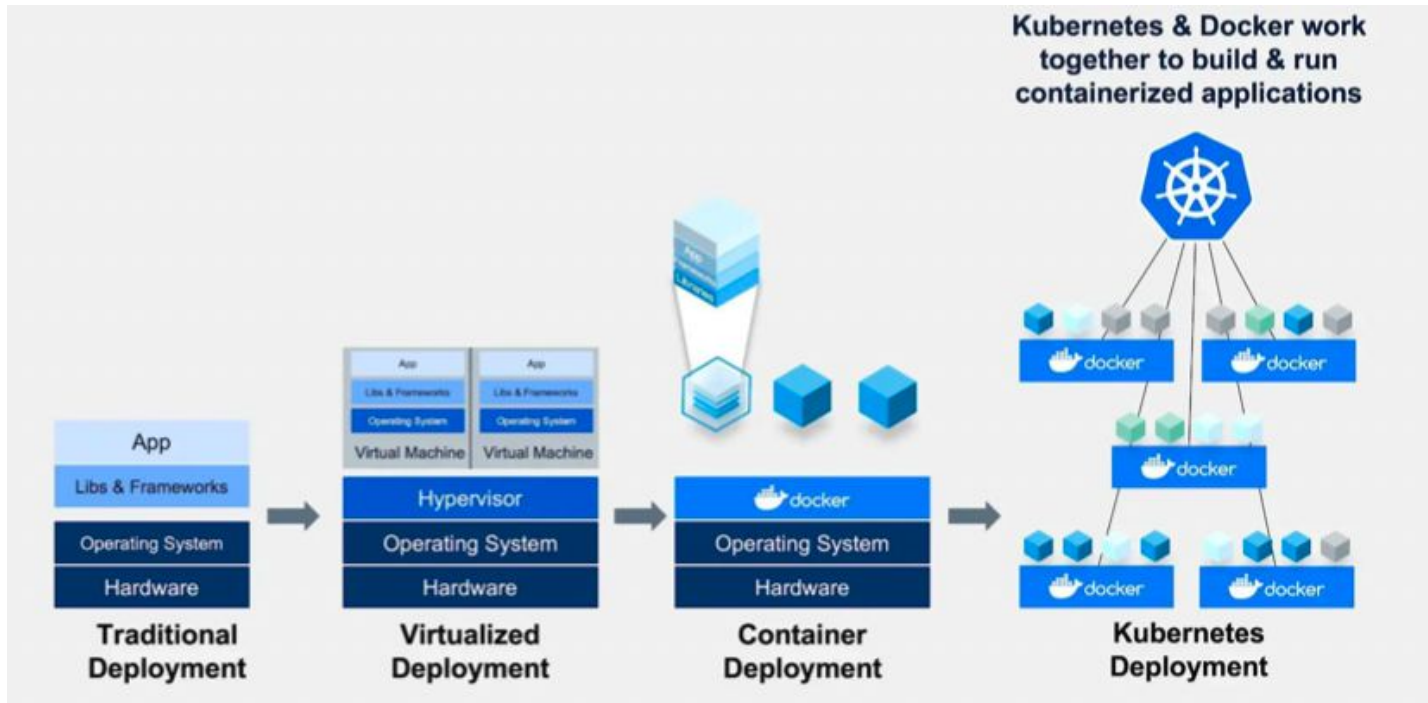 Kubernetes & Docker work
together to build & run
containerized applications
App
Frameworks
Libraries
docker
docker
docker
docker
docker
App
Libs & Frameworks
Operating System
Hardware
Traditional
Deployment
App
Libs & Frameworks
Operating System
Virtual Machine
App
Libs & Frameworks
Operating System
Virtual Machine
Hypervisor
Operating System
Hardware
Virtualized
Deployment
docker
Operating System
Hardware
Container
Deployment
Kubernetes
Deployment